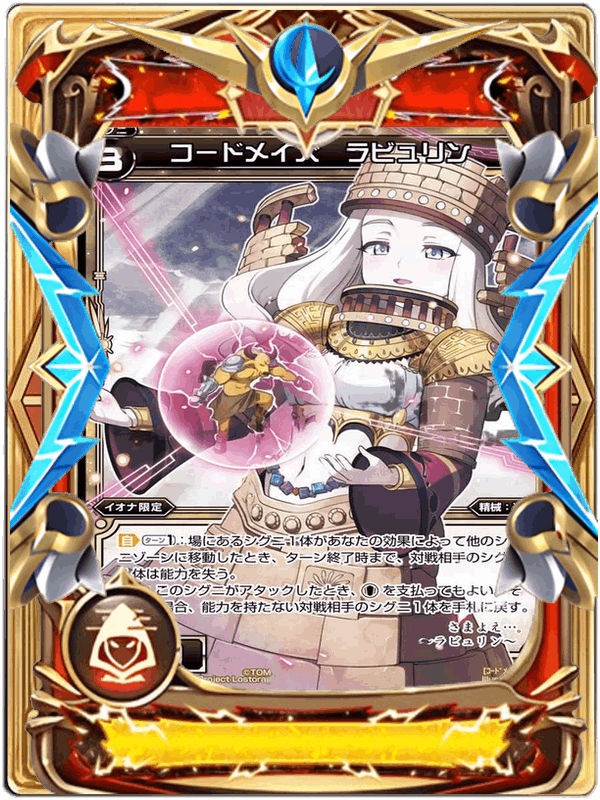 3
コードメイズ ラビュリン
イオナ限定
精械:
自 ターン1:場にあるシグニ1体があなたの効果によって他のシ
ニゾーンに移動したとき、ターン終了時まで、対戦相手のシグ
体は能力を失う。
このシグニがアタックしたとき、を支払ってもよい
合、能力を持たない対戦相手のシグニ1体を手札に戻す。
さまよえ…。
~ラビュリン~
©TOM
roject Lostora